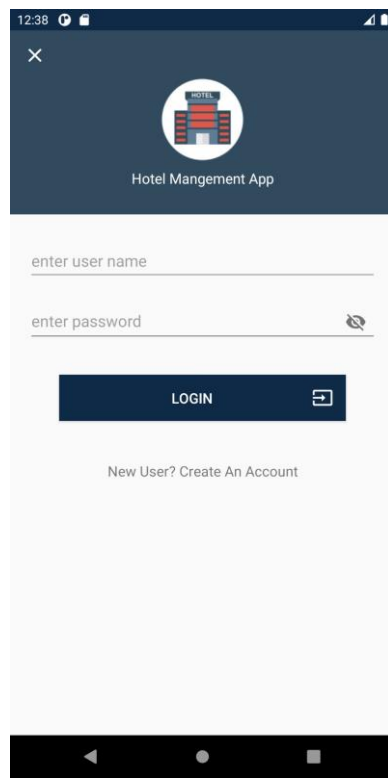 12:38
HOTEL
Hotel Mangement App
enter user name
enter password
LOGIN
New User? Create An Account